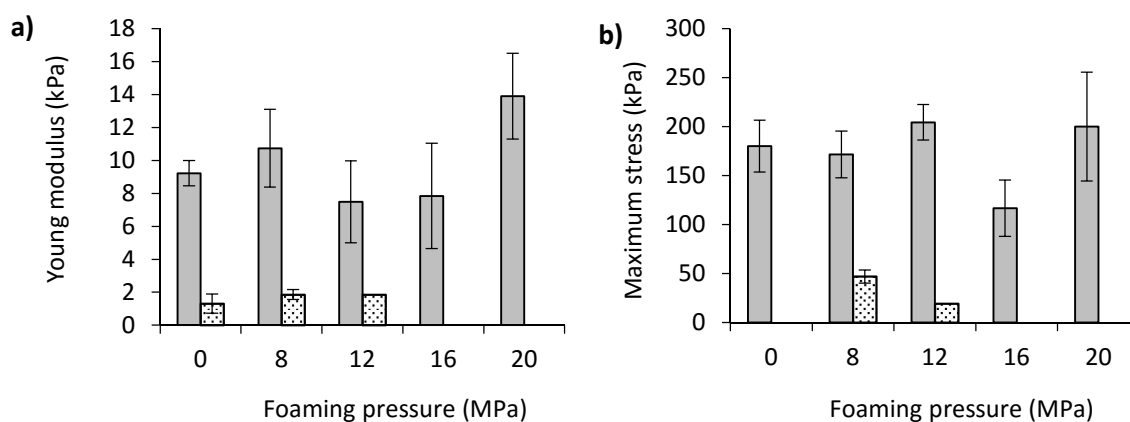 a)
Young modulus (kPa)
18
16
14
12
10
8
6
4
2
0
0 8 12 16 20
Foaming pressure (MPa)
b)
Maximum stress (kPa)
300
250
200
150
100
50
0
0 8 12 16 20
Foaming pressure (MPa)